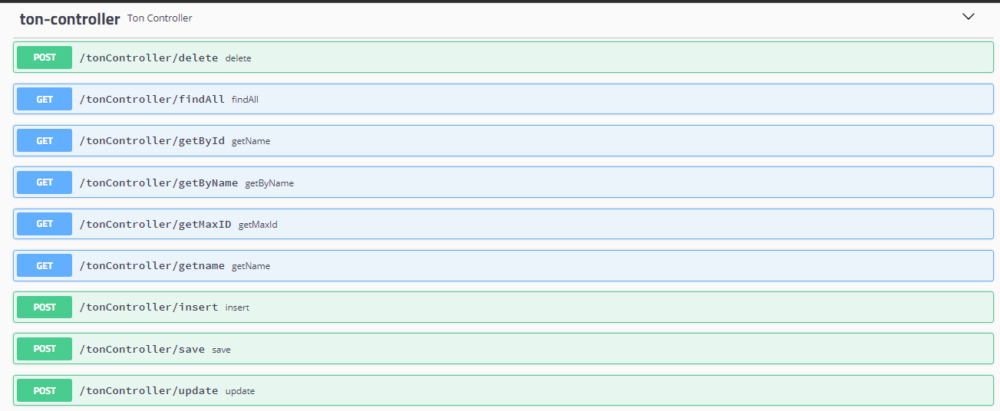 ton-controller Ton Controller
POST /tonController/delete delete
GET /tonController/findAll findAll
GET /tonController/getById getName
GET /tonController/getByName getByName
GET /tonController/getMaxID getMaxId
GET /tonController/getname getName
POST /tonController/insert insert
POST /tonController/save save
POST /tonController/update update